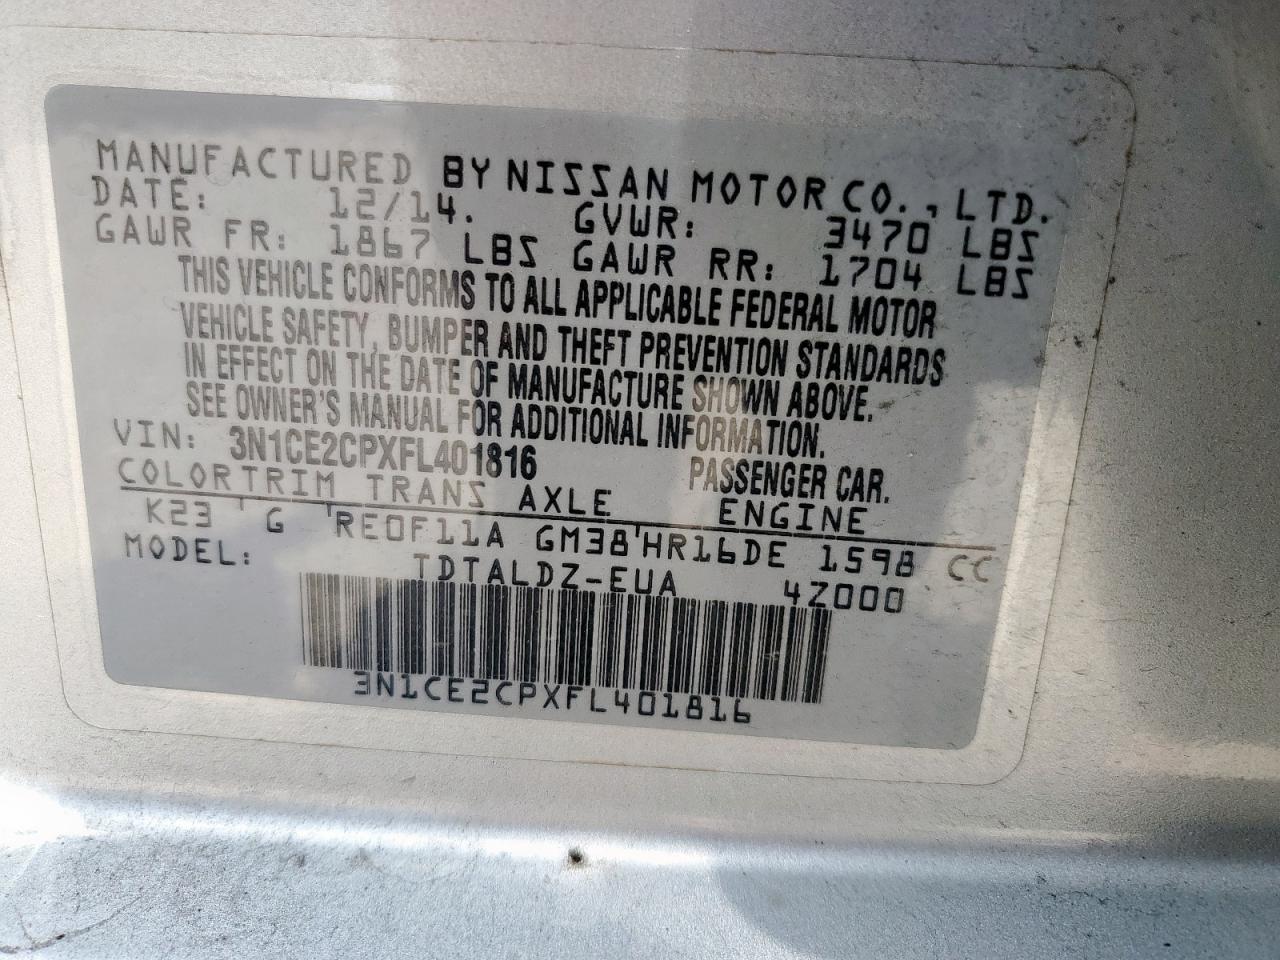 MANUFACTURED BY NISSAN MOTOR CO., LTD.
DATE: 12/14. GVWR: 3470 LBS
GAWR FR: 1867 LBS GAWR RR: 1704 LBS
THIS VEHICLE CONFORMS TO ALL APPLICABLE FEDERAL MOTOR
VEHICLE SAFETY, BUMPER AND THEFT PREVENTION STANDARDS
IN EFFECT ON THE DATE OF MANUFACTURE SHOWN ABOVE.
SEE OWNER'S MANUAL FOR ADDITIONAL INFORMATION.
VIN: 3N1CE2CPXFL401816 PASSENGER CAR.
COLOR TRIM TRANS AXLE ENGINE
K23 ' G 'RE0F11A GM38'HR16DE 1598 CC
MODEL: TDTALDZ-EUA 4Z000
3N1CE2CPXFL401816